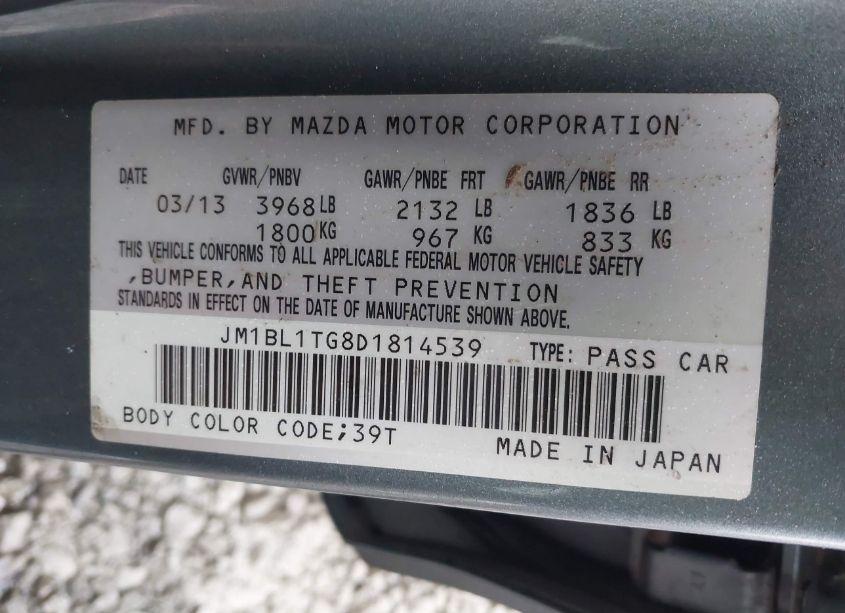 MFD. BY MAZDA MOTOR CORPORATION
DATE GVWR/PNBV GAWR/PNBE FRT GAWR/PNBE RR
03/13 3968 LB 2132 LB 1836 LB
1800 KG 967 KG 833 KG
THIS VEHICLE CONFORMS TO ALL APPLICABLE FEDERAL MOTOR VEHICLE SAFETY
,BUMPER,AND THEFT PREVENTION
STANDARDS IN EFFECT ON THE DATE OF MANUFACTURE SHOWN ABOVE.
JM1BL1TG8D1814539 TYPE: PASS CAR
BODY COLOR CODE;39T
MADE IN JAPAN